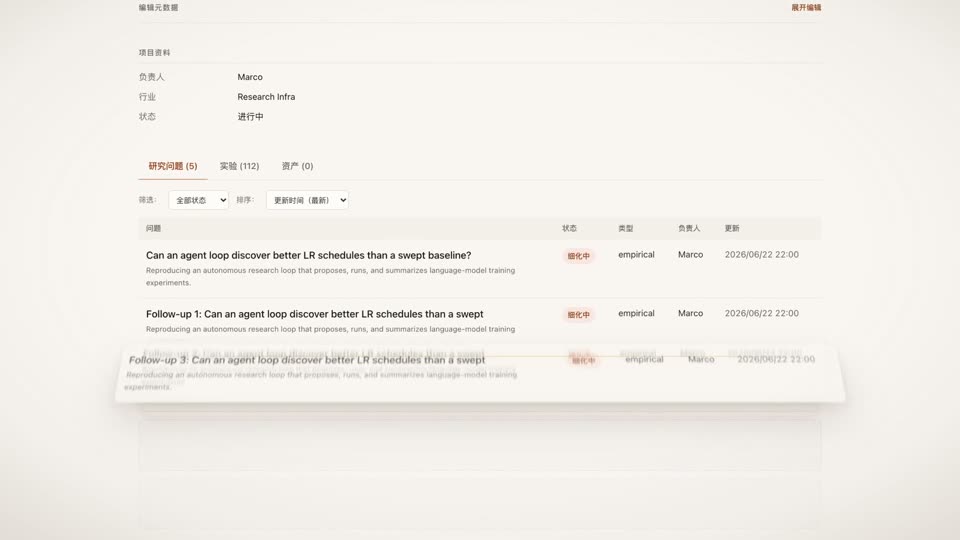 编辑元数据
展开编辑
项目资料
负责人 Marco
行业 Research Infra
状态 进行中
研究问题 (5) 实验 (112) 资产 (0)
筛选: 全部状态 排序: 更新时间（最新）
问题 状态 类型 负责人 更新
Can an agent loop discover better LR schedules than a swept baseline? 细化中 empirical Marco 2026/06/22 22:00
Reproducing an autonomous research loop that proposes, runs, and summarizes language-model training
experiments.
Follow-up 1: Can an agent loop discover better LR schedules than a swept 细化中 empirical Marco 2026/06/22 22:00
Reproducing an autonomous research loop that proposes, runs, and summarizes language-model training
Follow-up 3: Can an agent loop discover better LR schedules than a swept 细化中 empirical Marco 2026/06/22 22:00
Reproducing an autonomous research loop that proposes, runs, and summarizes language-model training
experiments.